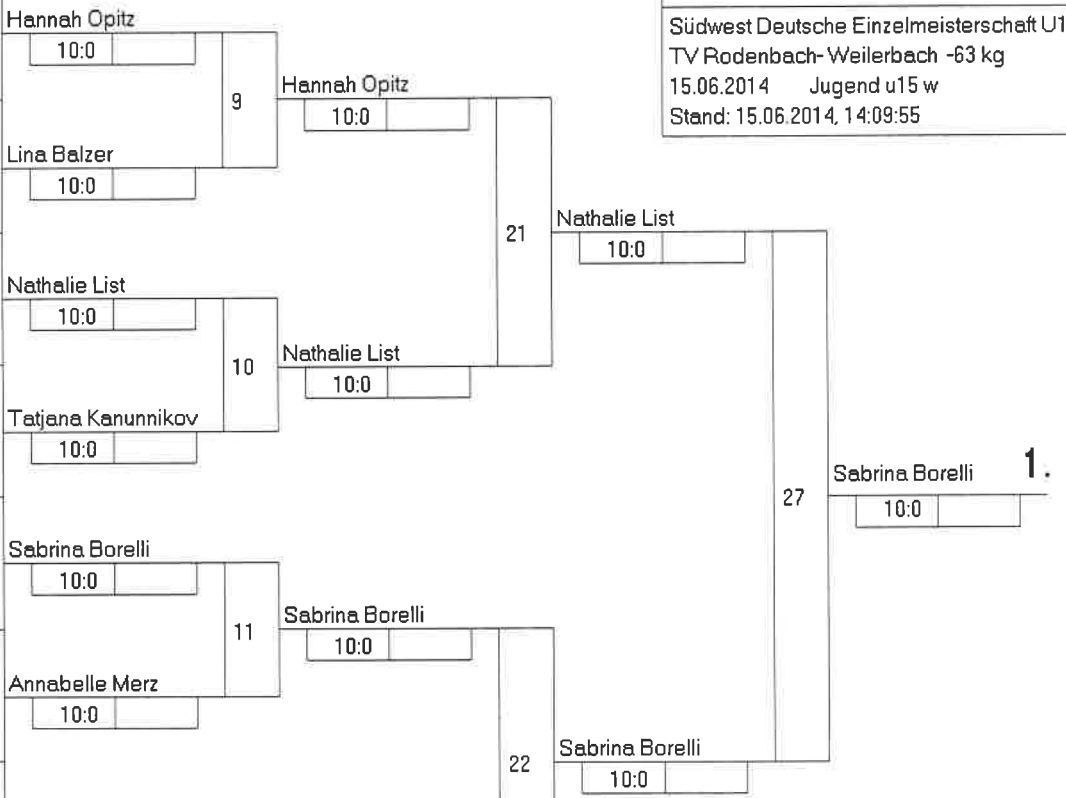 Hannah Opitz
10:0
9
Lina Balzer
10:0
Nathalie List
10:0
10
Tatjana Kanunnikov
10:0
Sabrina Borelli
10:0
11
Annabelle Merz
10:0
Hannah Opitz
10:0
21
Nathalie List
10:0
Sabrina Borelli
10:0
22
Nathalie List
10:0
27
Sabrina Borelli
10:0
Sabrina Borelli 1.
10:0
Südwest Deutsche Einzelmeisterschaft U1
TV Rodenbach-Weilerbach -63 kg
15.06.2014 Jugend u15 w
Stand: 15.06.2014, 14:09:55